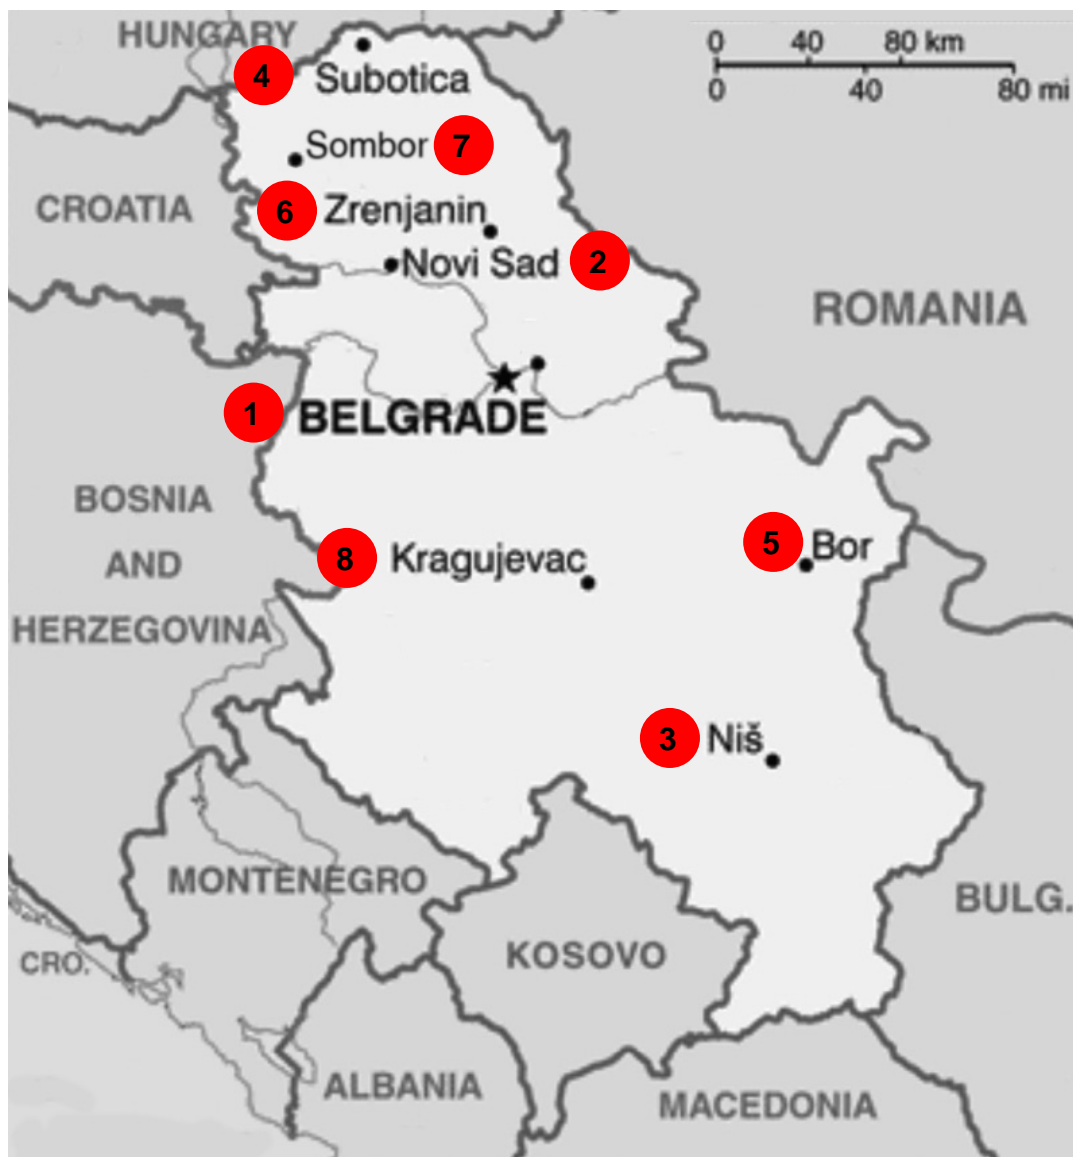 HUNGARY
0 40 80 km
0 40 80 mi
4
Subotica
Sombor 7
CROATIA
6 Zrenjanin
Novi Sad 2
ROMANIA
1 BELGRADE
BOSNIA
AND
HERZEGOVINA
8 Kragujevac
5 Bor
3 Niš
MONTENEGRO
BULG.
KOSOVO
CRO.
ALBANIA
MACEDONIA